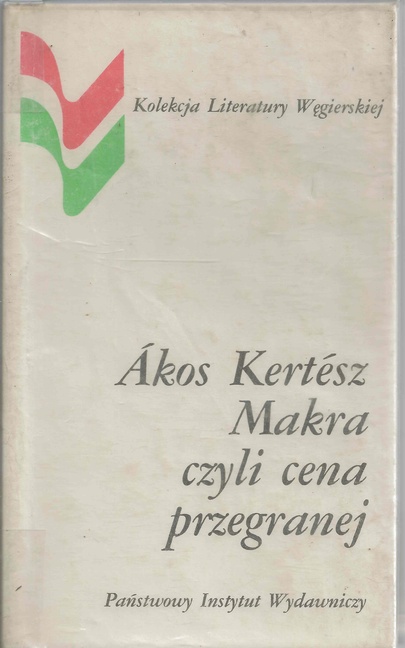 Kolekcja Literatury Węgierskiej
Ákos Kertész
Makra
czyli cena
przegranej
Państwowy Instytut Wydawniczy